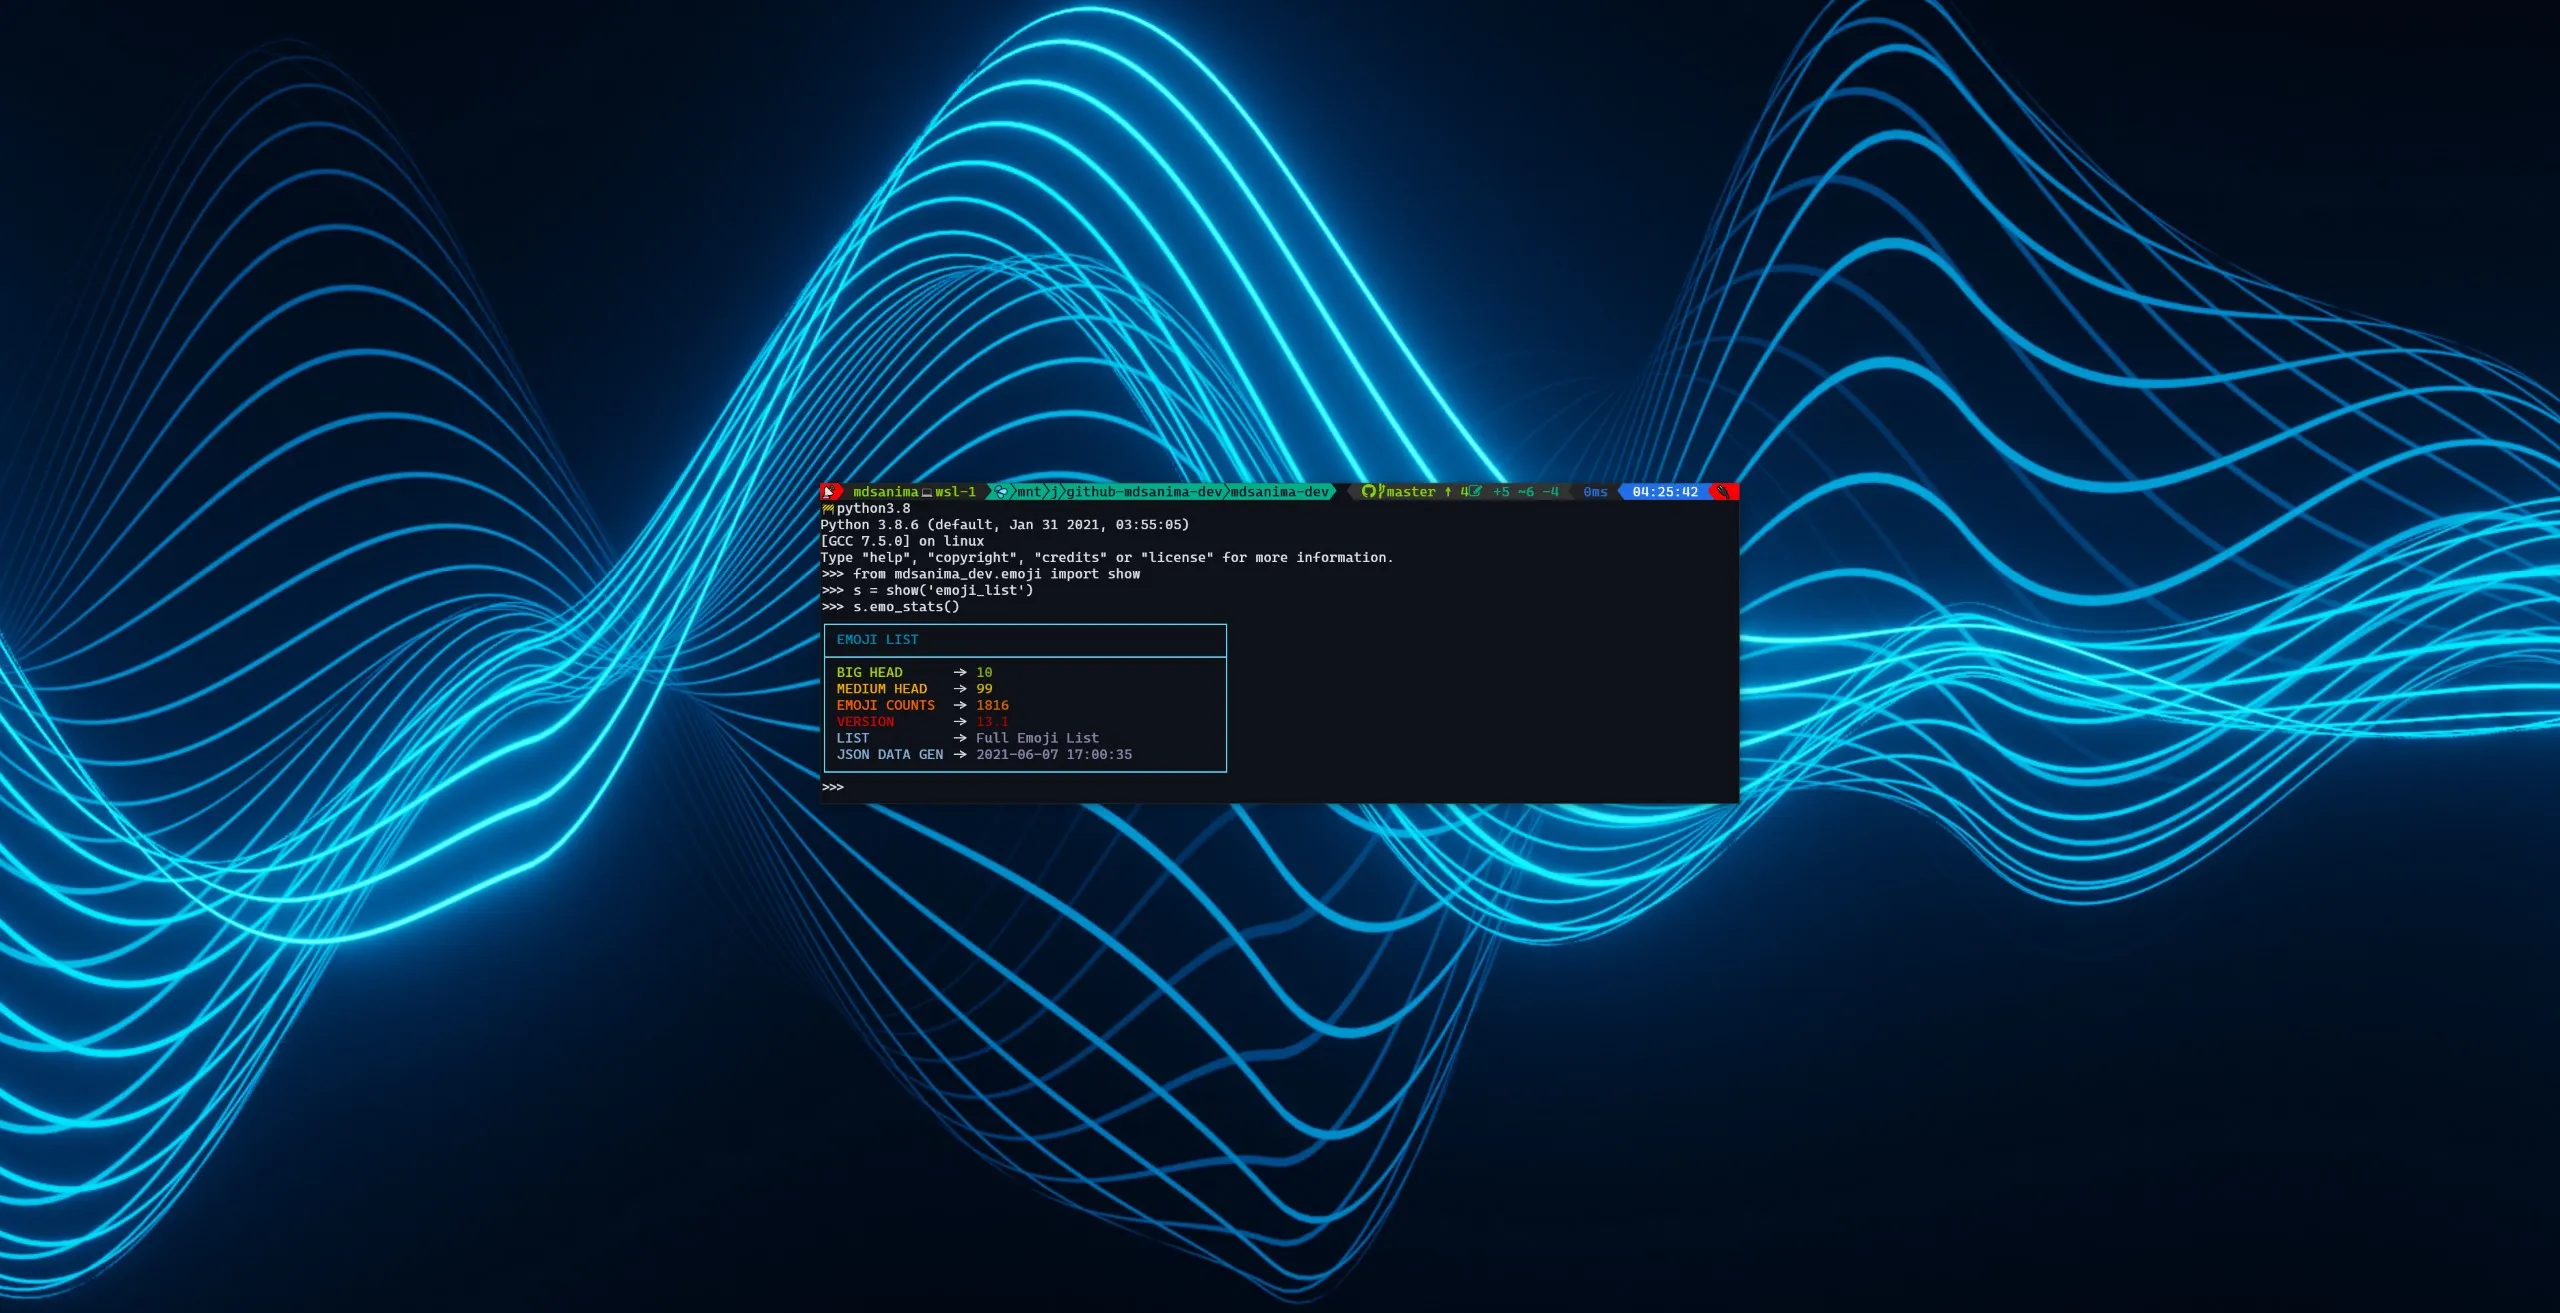 mdsanima wsl-1 mnt j github-mdsanima-dev mdsanima-dev master ↑ 4 +5 ~6 -4 0ms 04:25:42
python3.8
Python 3.8.6 (default, Jan 31 2021, 03:55:05)
[GCC 7.5.0] on linux
Type "help", "copyright", "credits" or "license" for more information.
>>> from mdsanima_dev.emoji import show
>>> s = show('emoji_list')
>>> s.emo_stats()
EMOJI LIST
BIG HEAD → 10
MEDIUM HEAD → 99
EMOJI COUNTS → 1816
VERSION → 13.1
LIST → Full Emoji List
JSON DATA GEN → 2021-06-07 17:00:35
>>>